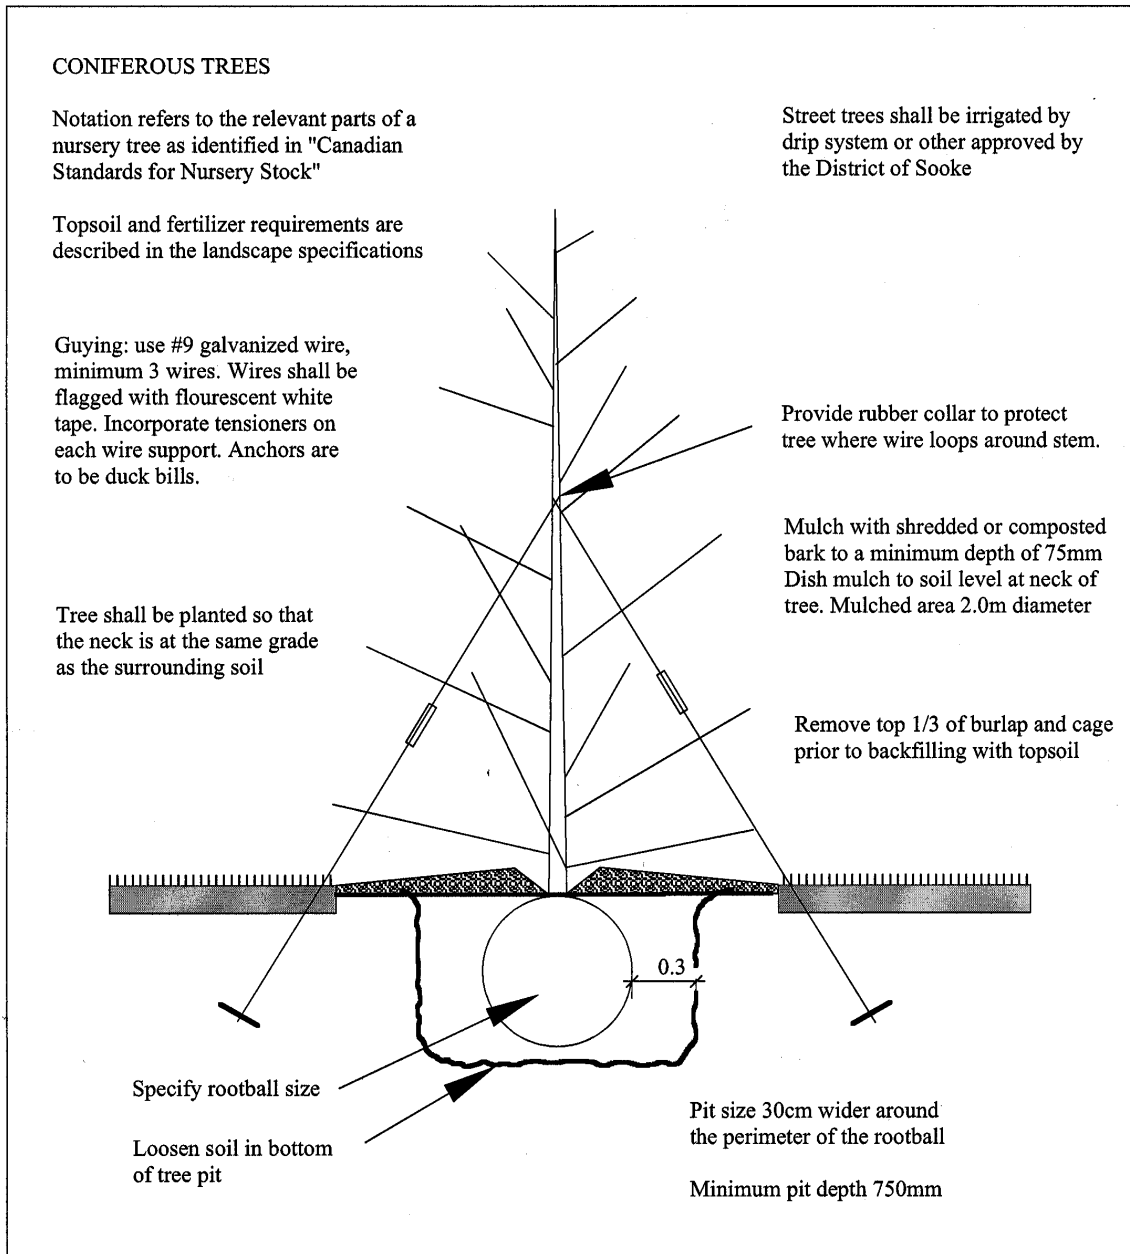 CONIFEROUS TREES
Notation refers to the relevant parts of a
nursery tree as identified in "Canadian
Standards for Nursery Stock"
Topsoil and fertilizer requirements are
described in the landscape specifications
Street trees shall be irrigated by
drip system or other approved by
the District of Sooke
Guying: use #9 galvanized wire,
minimum 3 wires. Wires shall be
flagged with flourescent white
tape. Incorporate tensioners on
each wire support. Anchors are
to be duck bills.
Provide rubber collar to protect
tree where wire loops around stem.
Mulch with shredded or composted
bark to a minimum depth of 75mm
Dish mulch to soil level at neck of
tree. Mulched area 2.0m diameter
Tree shall be planted so that
the neck is at the same grade
as the surrounding soil
Remove top 1/3 of burlap and cage
prior to backfilling with topsoil
0.3
Specify rootball size
Loosen soil in bottom
of tree pit
Pit size 30cm wider around
the perimeter of the rootball
Minimum pit depth 750mm